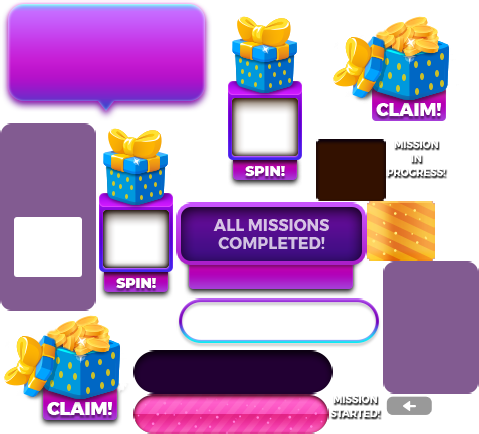 CLAIM!
MISSION
IN
PROGRESS!
SPIN!
ALL MISSIONS
COMPLETED!
SPIN!
CLAIM!
MISSION
STARTED!